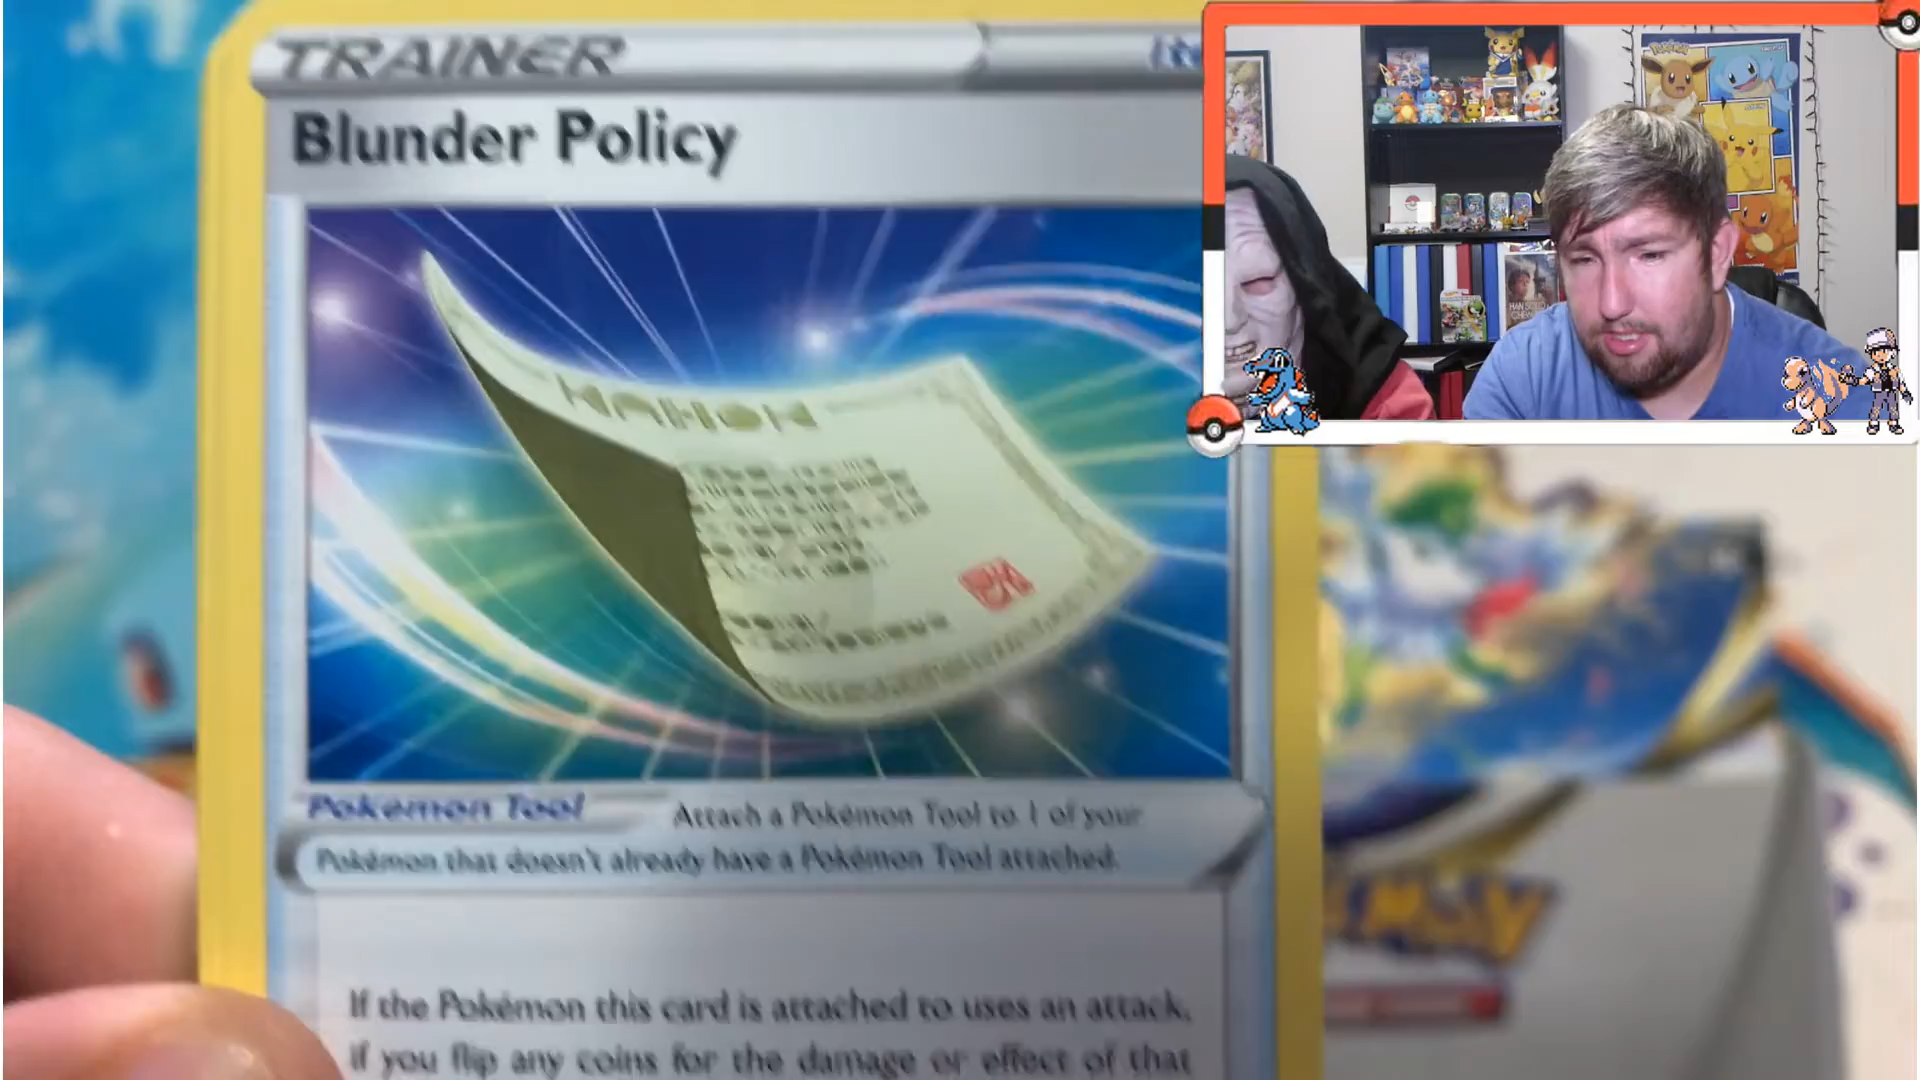 TRAINER
Blunder Policy
Pokémon Tool Attach a Pokémon Tool to 1 of your
Pokémon that doesn't already have a Pokémon Tool attached.
If the Pokémon this card is attached to uses an attack,
if you flip any coins for the damage or effect of that
HAN SOLO